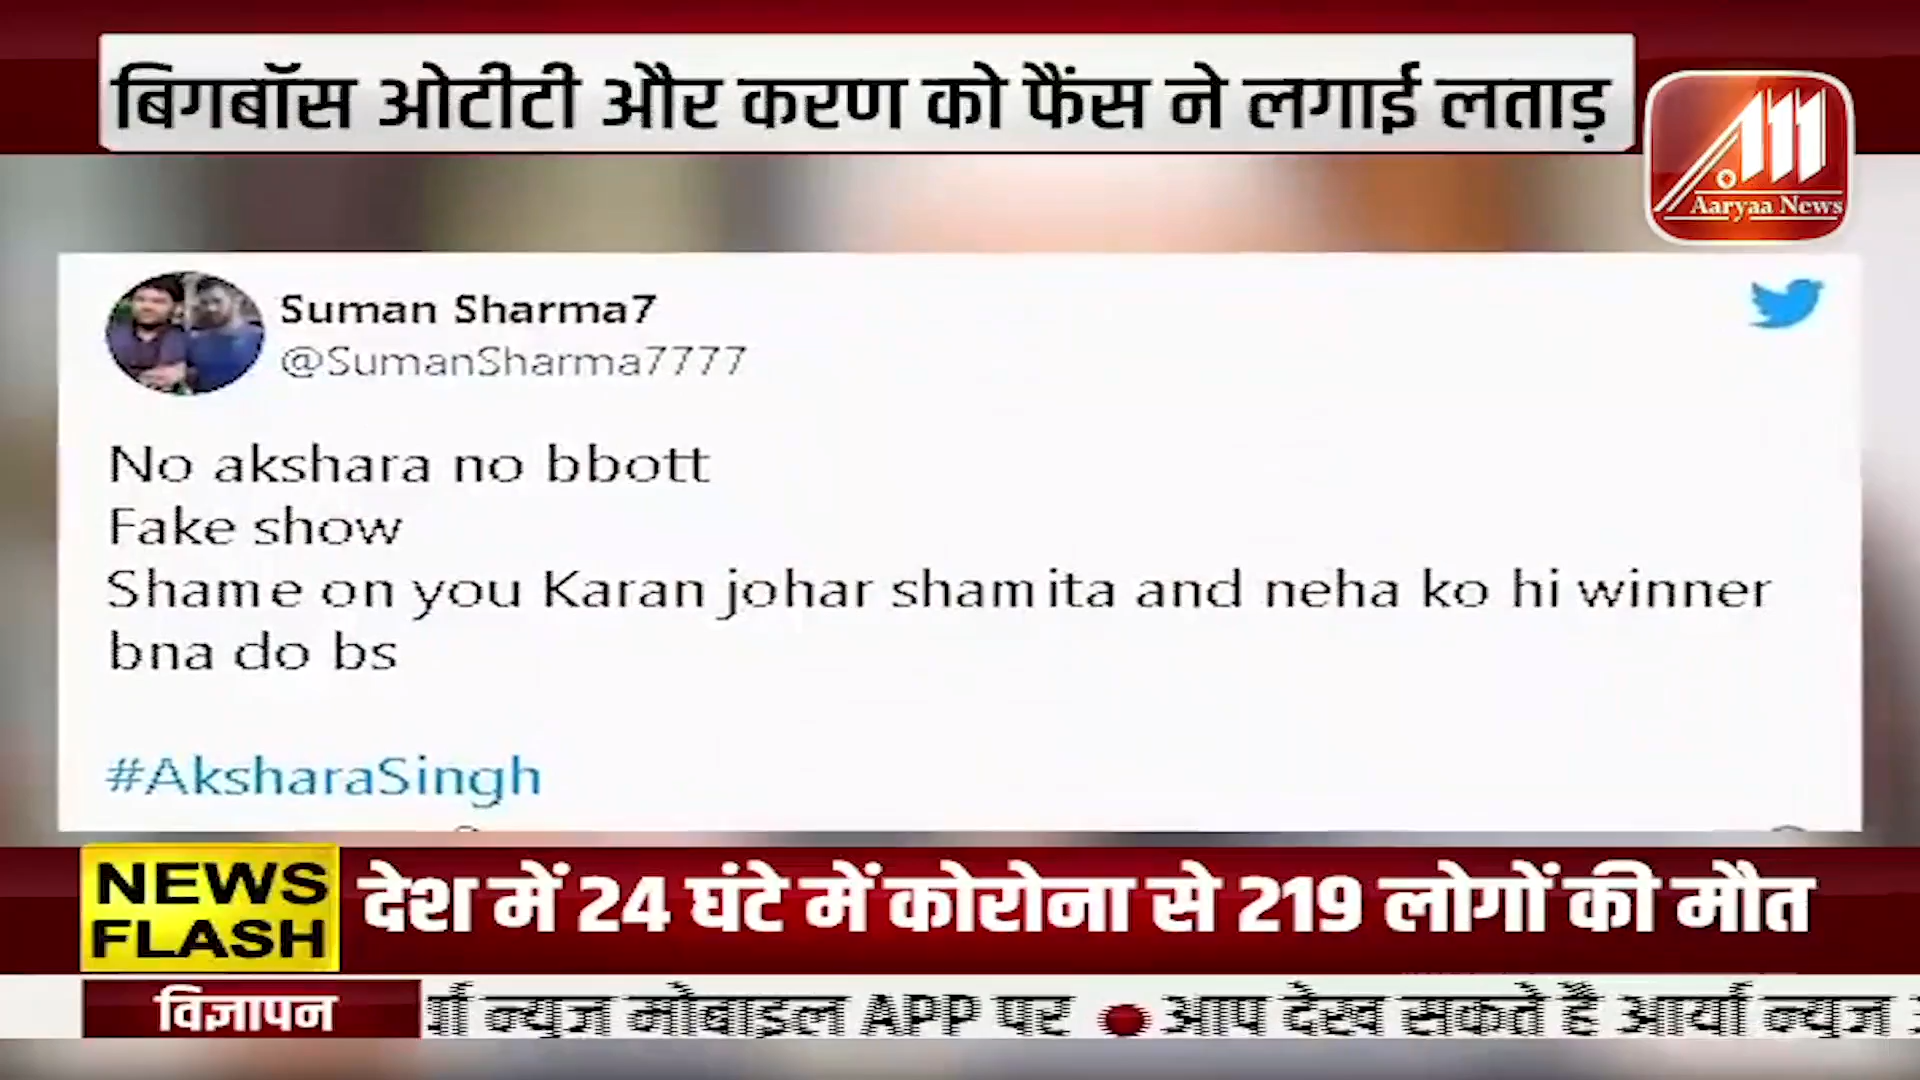 बिगबॉस ओटीटी और करण को फैंस ने लगाई लताड़
Aaryaa News
Suman Sharma7
@SumanSharma7777
No akshara no bbott
Fake show
Shame on you Karan johar shamita and neha ko hi winner
bna do bs
#AksharaSingh
NEWS
FLASH
देश में 24 घंटे में कोरोना से 219 लोगों की मौत
विज्ञापन
न्यूज मोबाइल APP पर ● आप देख सकते हैं आर्या न्यूज